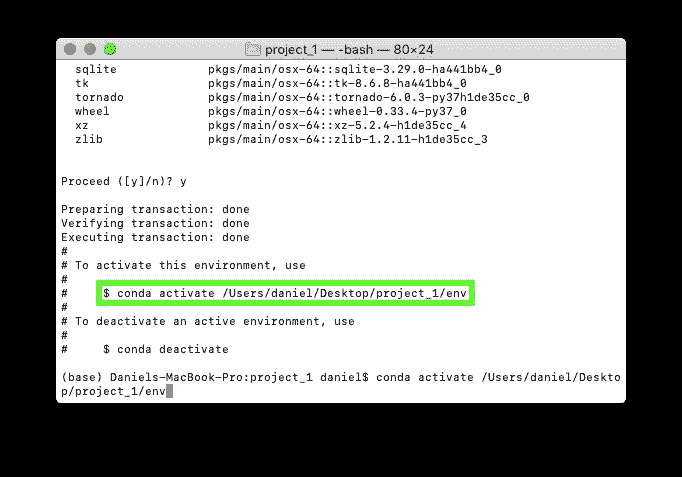 project_1 — -bash — 80×24
sqlite pkgs/main/osx-64::sqlite-3.29.0-ha441bb4_0
tk pkgs/main/osx-64::tk-8.6.8-ha441bb4_0
tornado pkgs/main/osx-64::tornado-6.0.3-py37h1de35cc_0
wheel pkgs/main/osx-64::wheel-0.33.4-py37_0
xz pkgs/main/osx-64::xz-5.2.4-h1de35cc_4
zlib pkgs/main/osx-64::zlib-1.2.11-h1de35cc_3
Proceed ([y]/n)? y
Preparing transaction: done
Verifying transaction: done
Executing transaction: done
#
# To activate this environment, use
#
# $ conda activate /Users/daniel/Desktop/project_1/env
#
# To deactivate an active environment, use
#
# $ conda deactivate
(base) Daniels-MacBook-Pro:project_1 daniel$ conda activate /Users/daniel/Deskto
p/project_1/env